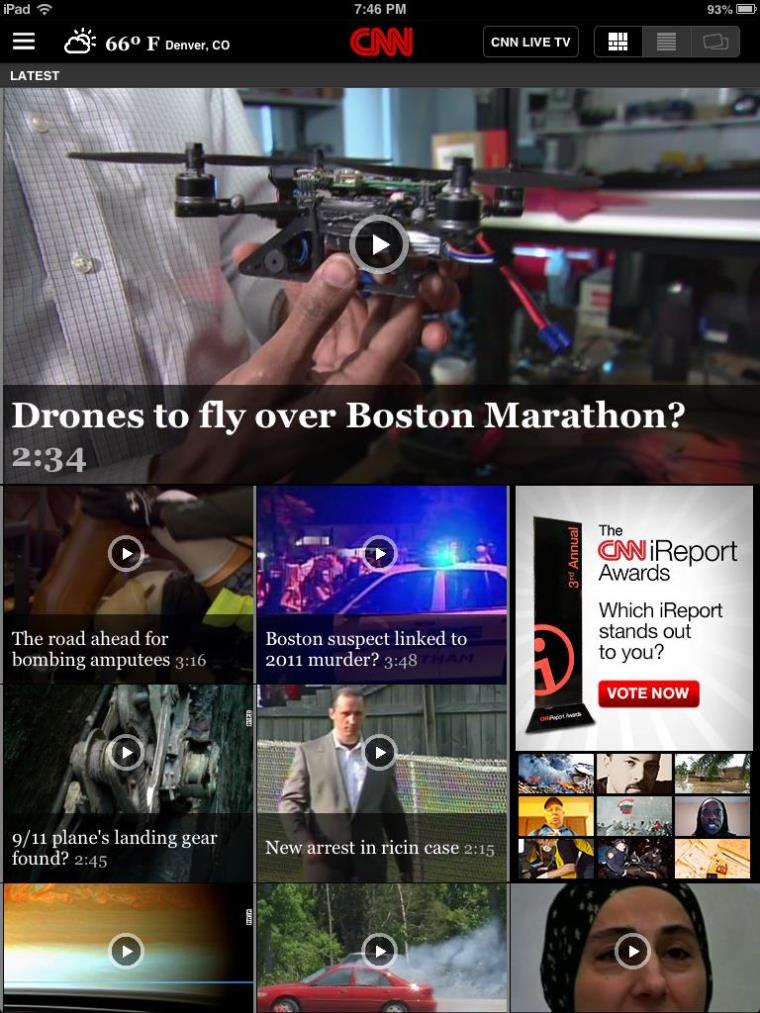 iPad 7:46 PM 93%
66º F Denver, CO CNN CNN LIVE TV
LATEST
Drones to fly over Boston Marathon?
2:34
The road ahead for
bombing amputees 3:16
Boston suspect linked to
2011 murder? 3:48
THAM
3rd Annual
The
CNN iReport
Awards
Which iReport
stands out
to you?
VOTE NOW
CNN iReport Awards
9/11 plane's landing gear
found? 2:45
New arrest in ricin case 2:15